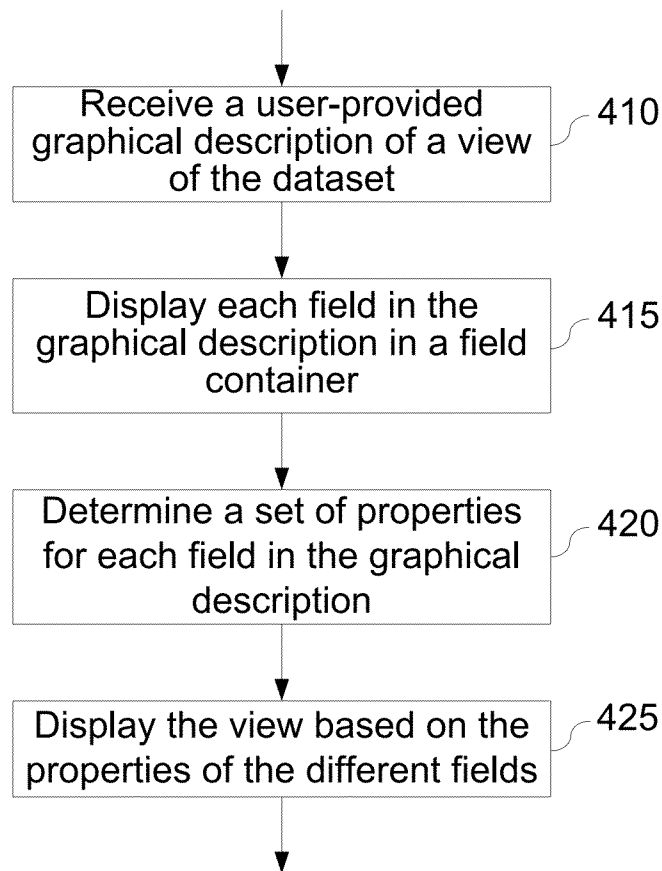 Receive a user-provided
graphical description of a view
of the dataset
410
Display each field in the
graphical description in a field
container
415
Determine a set of properties
for each field in the graphical
description
420
Display the view based on the
properties of the different fields
425